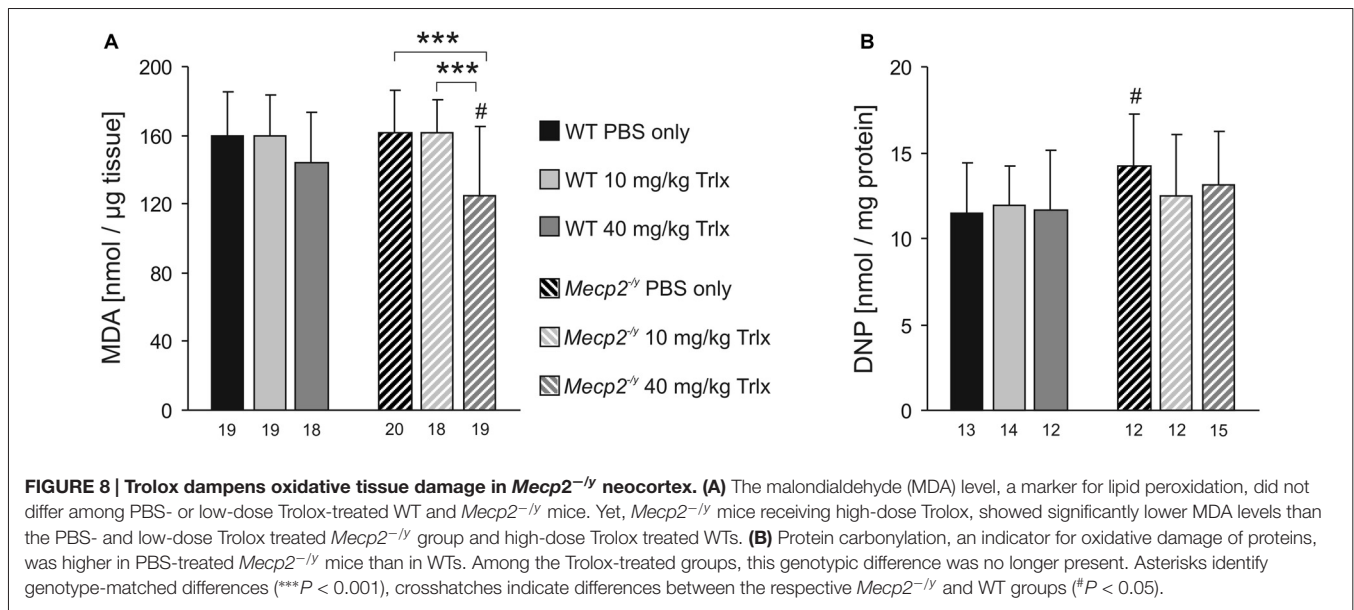 A
***
***
#
200
160
120
80
40
0
MDA [nmol / µg tissue]
19 19 18 20 18 19
WT PBS only
WT 10 mg/kg Trlx
WT 40 mg/kg Trlx
Mecp2-/y PBS only
Mecp2-/y 10 mg/kg Trlx
Mecp2-/y 40 mg/kg Trlx
B
#
20
15
10
5
0
DNP [nmol / mg protein]
13 14 12 12 12 15
FIGURE 8 | Trolox dampens oxidative tissue damage in Mecp2−/y neocortex. (A) The malondialdehyde (MDA) level, a marker for lipid peroxidation, did not
differ among PBS- or low-dose Trolox-treated WT and Mecp2−/y mice. Yet, Mecp2−/y mice receiving high-dose Trolox, showed significantly lower MDA levels than
the PBS- and low-dose Trolox treated Mecp2−/y group and high-dose Trolox treated WTs. (B) Protein carbonylation, an indicator for oxidative damage of proteins,
was higher in PBS-treated Mecp2−/y mice than in WTs. Among the Trolox-treated groups, this genotypic difference was no longer present. Asterisks identify
genotype-matched differences (***P < 0.001), crosshatches indicate differences between the respective Mecp2−/y and WT groups (#P < 0.05).